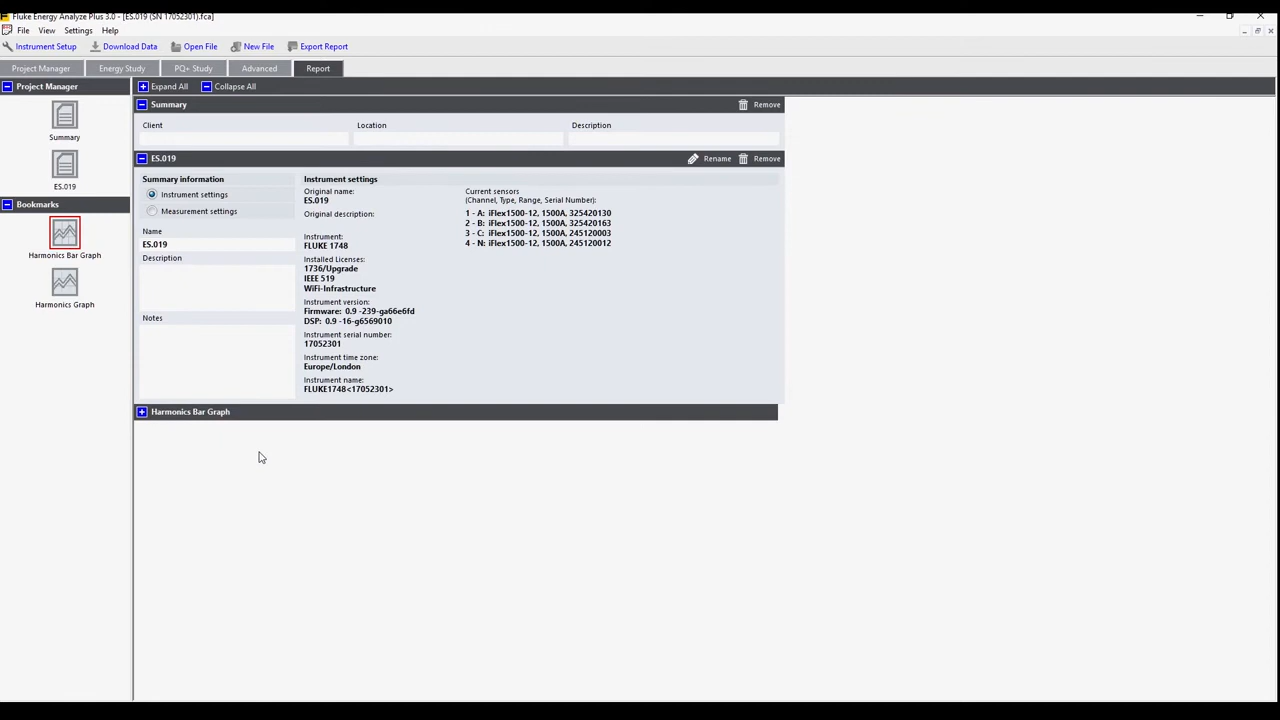 Fluke Energy Analyze Plus 3.0 - [ES.019 (SN 17052301).fca]
File View Settings Help
Instrument Setup Download Data Open File New File Export Report
Project Manager Energy Study PQ+ Study Advanced Report
Project Manager
Expand All Collapse All
Summary
ES.019
Bookmarks
Harmonics Bar Graph
Harmonics Graph
Summary Remove
Client Location Description
ES.019 Rename Remove
Summary information
Instrument settings
Measurement settings
Name
ES.019
Description
Notes
Instrument settings
Original name:
ES.019
Original description:
Instrument:
FLUKE 1748
Installed Licenses:
1736/Upgrade
IEEE 519
WiFi-Infrastructure
Instrument version:
Firmware: 0.9 -239-ga66e6fd
DSP: 0.9 -16-g6569010
Instrument serial number:
17052301
Instrument time zone:
Europe/London
Instrument name:
FLUKE1748<17052301>
Current sensors
(Channel, Type, Range, Serial Number):
1 - A: iFlex1500-12, 1500A, 325420130
2 - B: iFlex1500-12, 1500A, 325420163
3 - C: iFlex1500-12, 1500A, 245120003
4 - N: iFlex1500-12, 1500A, 245120012
Harmonics Bar Graph